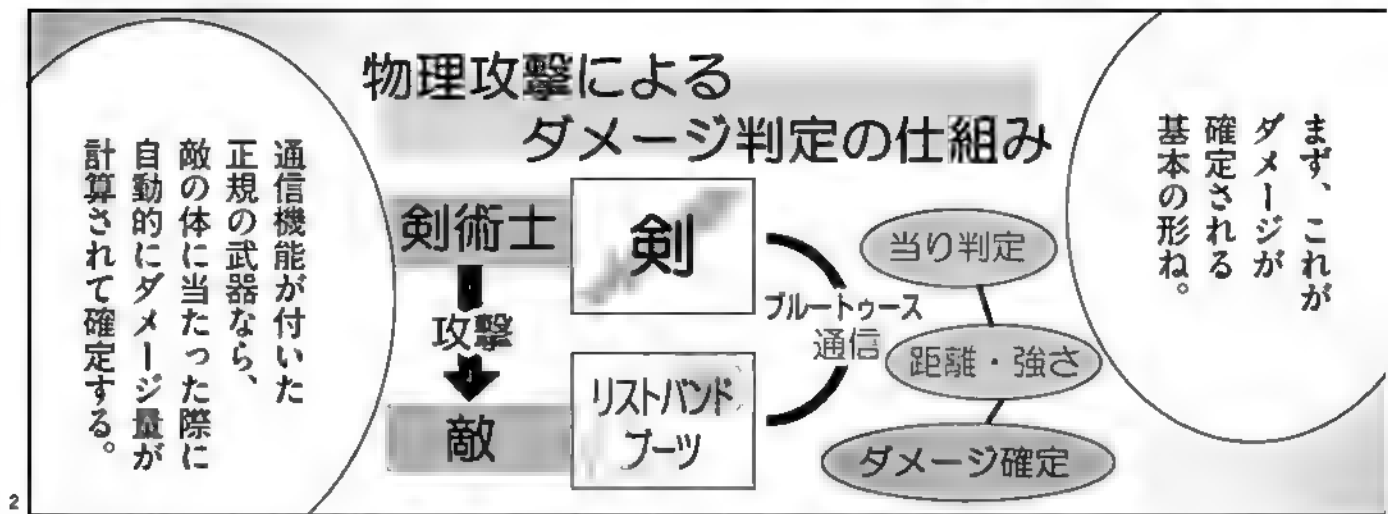 まず、これが
ダメージが
確定される
基本の形ね。
物理攻撃による
ダメージ判定の仕組み
剣術士
剣
攻撃
敵
リストバンド
ブーツ
ブルートゥース
通信
当り判定
距離・強さ
ダメージ確定
通信機能が付いた
正規の武器なら、
敵の体に当たった際に
自動的にダメージ量が
計算されて確定する。
2